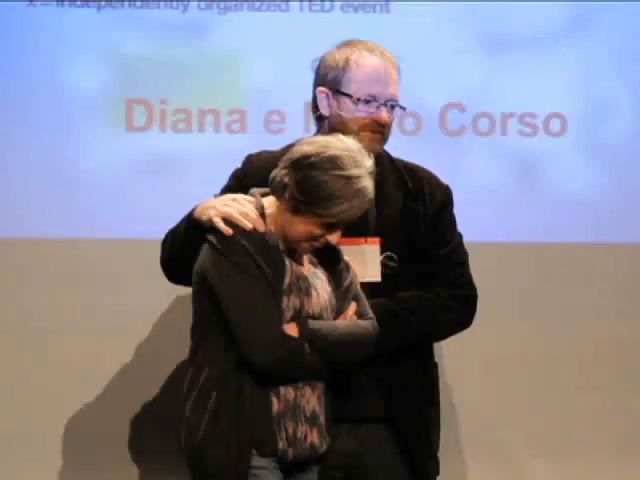 x = independently organized TED event
Diana e M
o Corso